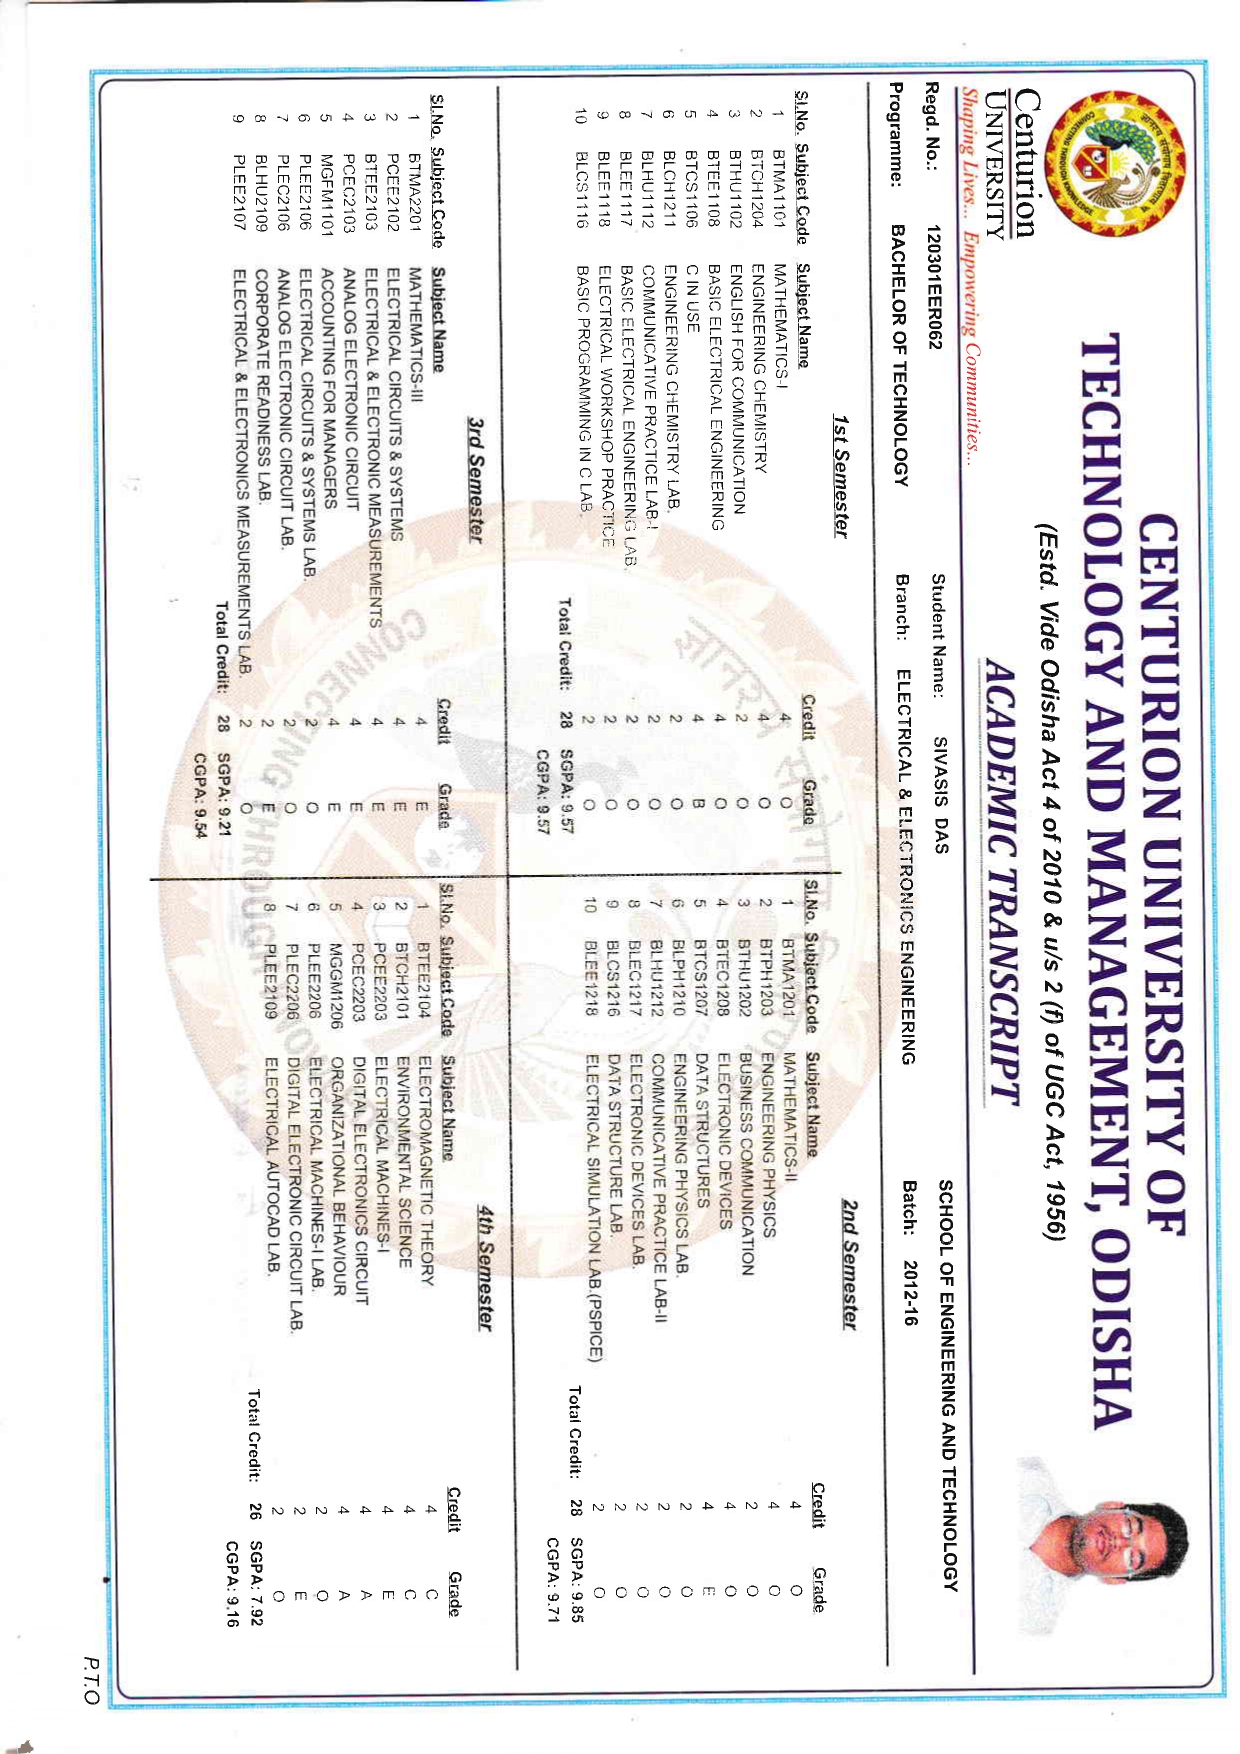 CENTURION UNIVERSITY OF
TECHNOLOGY AND MANAGEMENT, ODISHA
(Estd. Vide Odisha Act 4 of 2010 & u/s 2 (f) of UGC Act, 1956)
ACADEMIC TRANSCRIPT
CONNECTING THROUGH KNOWLEDGE
Centurion
UNIVERSITY
Shaping Lives... Empowering Communities...
Regd. No.: 120301EER062 Student Name: SIVASIS DAS SCHOOL OF ENGINEERING AND TECHNOLOGY
Programme: BACHELOR OF TECHNOLOGY Branch: ELECTRICAL & ELECTRONICS ENGINEERING Batch: 2012-16
1st Semester
Sl.No. Subject Code Subject Name Credit Grade
1 BTMA1101 MATHEMATICS-I 4 O
2 BTCH1204 ENGINEERING CHEMISTRY 4 O
3 BTHU1102 ENGLISH FOR COMMUNICATION 2 O
4 BTEE1108 BASIC ELECTRICAL ENGINEERING 4 O
5 BTCS1106 C IN USE 4 B
6 BLCH1211 ENGINEERING CHEMISTRY LAB. 2 O
7 BLHU1112 COMMUNICATIVE PRACTICE LAB-I 2 O
8 BLEE1117 BASIC ELECTRICAL ENGINEERING LAB. 2 O
9 BLEE1118 ELECTRICAL WORKSHOP PRACTICE 2 O
10 BLCS1116 BASIC PROGRAMMING IN C LAB. 2 O
Total Credit: 28 SGPA: 9.57
CGPA: 9.57
2nd Semester
Sl.No. Subject Code Subject Name Credit Grade
1 BTMA1201 MATHEMATICS-II 4 O
2 BTPH1203 ENGINEERING PHYSICS 4 O
3 BTHU1202 BUSINESS COMMUNICATION 2 O
4 BTEC1208 ELECTRONIC DEVICES 4 O
5 BTCS1207 DATA STRUCTURES 4 E
6 BLPH1210 ENGINEERING PHYSICS LAB. 2 O
7 BLHU1212 COMMUNICATIVE PRACTICE LAB-II 2 O
8 BLEC1217 ELECTRONIC DEVICES LAB. 2 O
9 BLCS1216 DATA STRUCTURE LAB. 2 O
10 BLEE1218 ELECTRICAL SIMULATION LAB.(PSPICE) 2 O
Total Credit: 28 SGPA: 9.85
CGPA: 9.71
3rd Semester
Sl.No. Subject Code Subject Name Credit Grade
1 BTMA2201 MATHEMATICS-III 4 E
2 PCEE2102 ELECTRICAL CIRCUITS & SYSTEMS 4 E
3 BTEE2103 ELECTRICAL & ELECTRONIC MEASUREMENTS 4 E
4 PCEC2103 ANALOG ELECTRONIC CIRCUIT 4 E
5 MGFM1101 ACCOUNTING FOR MANAGERS 4 E
6 PLEE2106 ELECTRICAL CIRCUITS & SYSTEMS LAB. 2 O
7 PLEC2106 ANALOG ELECTRONIC CIRCUIT LAB. 2 O
8 BLHU2109 CORPORATE READINESS LAB. 2 E
9 PLEE2107 ELECTRICAL & ELECTRONICS MEASUREMENTS LAB. 2 O
Total Credit: 28 SGPA: 9.21
CGPA: 9.54
4th Semester
Sl.No. Subject Code Subject Name Credit Grade
1 BTEE2104 ELECTROMAGNETIC THEORY 4 C
2 BTCH2101 ENVIRONMENTAL SCIENCE 4 C
3 PCEE2203 ELECTRICAL MACHINES-I 4 E
4 PCEC2203 DIGITAL ELECTRONICS CIRCUIT 4 A
5 MGGM1206 ORGANIZATIONAL BEHAVIOUR 4 A
6 PLEE2206 ELECTRICAL MACHINES-I LAB. 2 O
7 PLEC2206 DIGITAL ELECTRONIC CIRCUIT LAB. 2 E
8 PLEE2109 ELECTRICAL AUTOCAD LAB. 2 O
Total Credit: 26 SGPA: 7.92
CGPA: 9.16
CONNECTING THROUGH
P.T.O